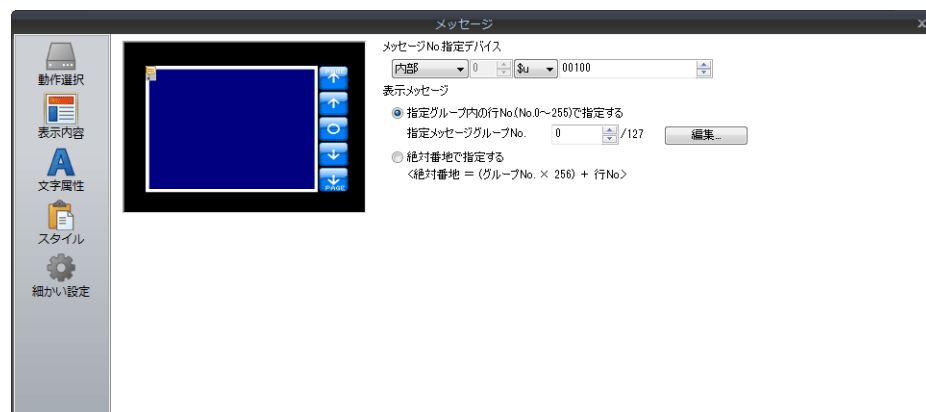 メッセージ
x
動作選択
表示内容
A
文字属性
スタイル
細かい設定
PAGE
メッセージNo.指定デバイス
内部 0 $u 00100
表示メッセージ
指定グループ内の行No.(No.0～255)で指定する
指定メッセージグループNo. 0 /127 編集...
絶対番地で指定する
<絶対番地 = (グループNo. × 256) + 行No>